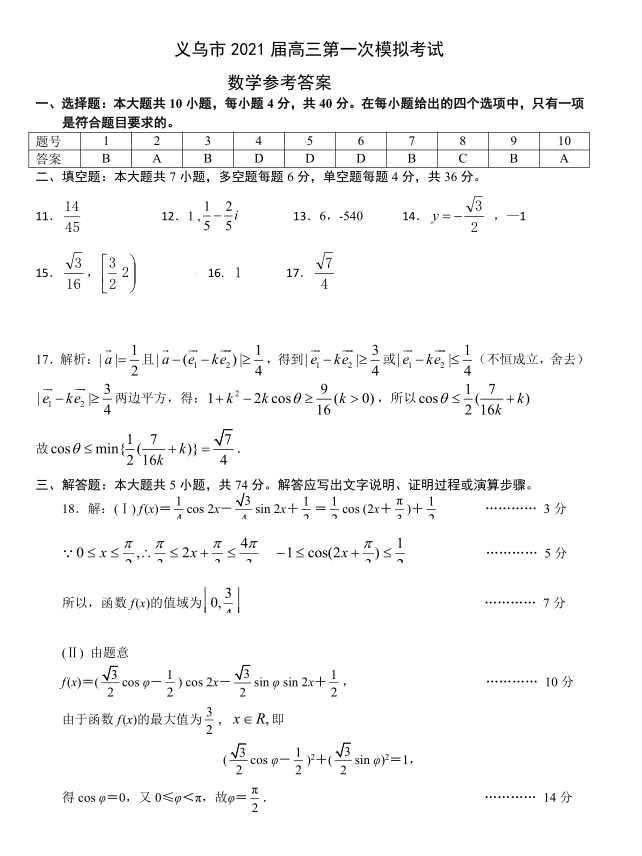 义乌市 2021 届高三第一次模拟考试
数学参考答案
一、选择题：本大题共 10 小题，每小题 4 分，共 40 分。在每小题给出的四个选项中，只有一项
是符合题目要求的。
题号 1 2 3 4 5 6 7 8 9 10
答案 B A B D D D B C B A
二、填空题：本大题共 7 小题，多空题每题 6 分，单空题每题 4 分，共 36 分。
11. 14/45 12. 1 , 1/5 − 2/5 i 13. 6，-540 14. y = −√3/2 ，—1
15. √3/16 ，[3/2 2) 16. 1 17. √7/4
17. 解析：|a|= 1/2 且 |a − (e₁ − ke₂)|≥ 1/4 ,得到|e₁ − ke₂|≥ 3/4 或|e₁ − ke₂|≤ 1/4（不恒成立，舍去）
|e₁ − ke₂|≥ 3/4 两边平方，得：1 + k² − 2k cos θ ≥ 9/16 (k > 0)，所以 cos θ ≤ 1/2 (7/16k + k)
故 cos θ ≤ min{1/2 (7/16k + k)} = √7/4 .
三、解答题：本大题共 5 小题，共 74 分。解答应写出文字说明、证明过程或演算步骤。
18．解：(Ⅰ) f(x)＝1/4 cos 2x－√3/4 sin 2x＋1/2＝1/2 cos (2x＋π/3)＋1/2 ………… 3 分
∵ 0 ≤ x ≤ π/2 ,∴ π/3 ≤ 2x + π/3 ≤ 4π/3 −1 ≤ cos(2x + π/3) ≤ 1/2 ………… 5 分
所以，函数 f(x)的值域为[0, 3/4] ………… 7 分
(Ⅱ) 由题意
f(x)＝(√3/2 cos φ－1/2) cos 2x－√3/2 sin φ sin 2x＋1/2， ………… 10 分
由于函数 f(x)的最大值为 3/2 ，x ∈ R, 即
(√3/2 cos φ－1/2)²＋(√3/2 sin φ)²＝1，
得 cos φ＝0，又 0≤φ＜π，故φ＝π/2． ………… 14 分